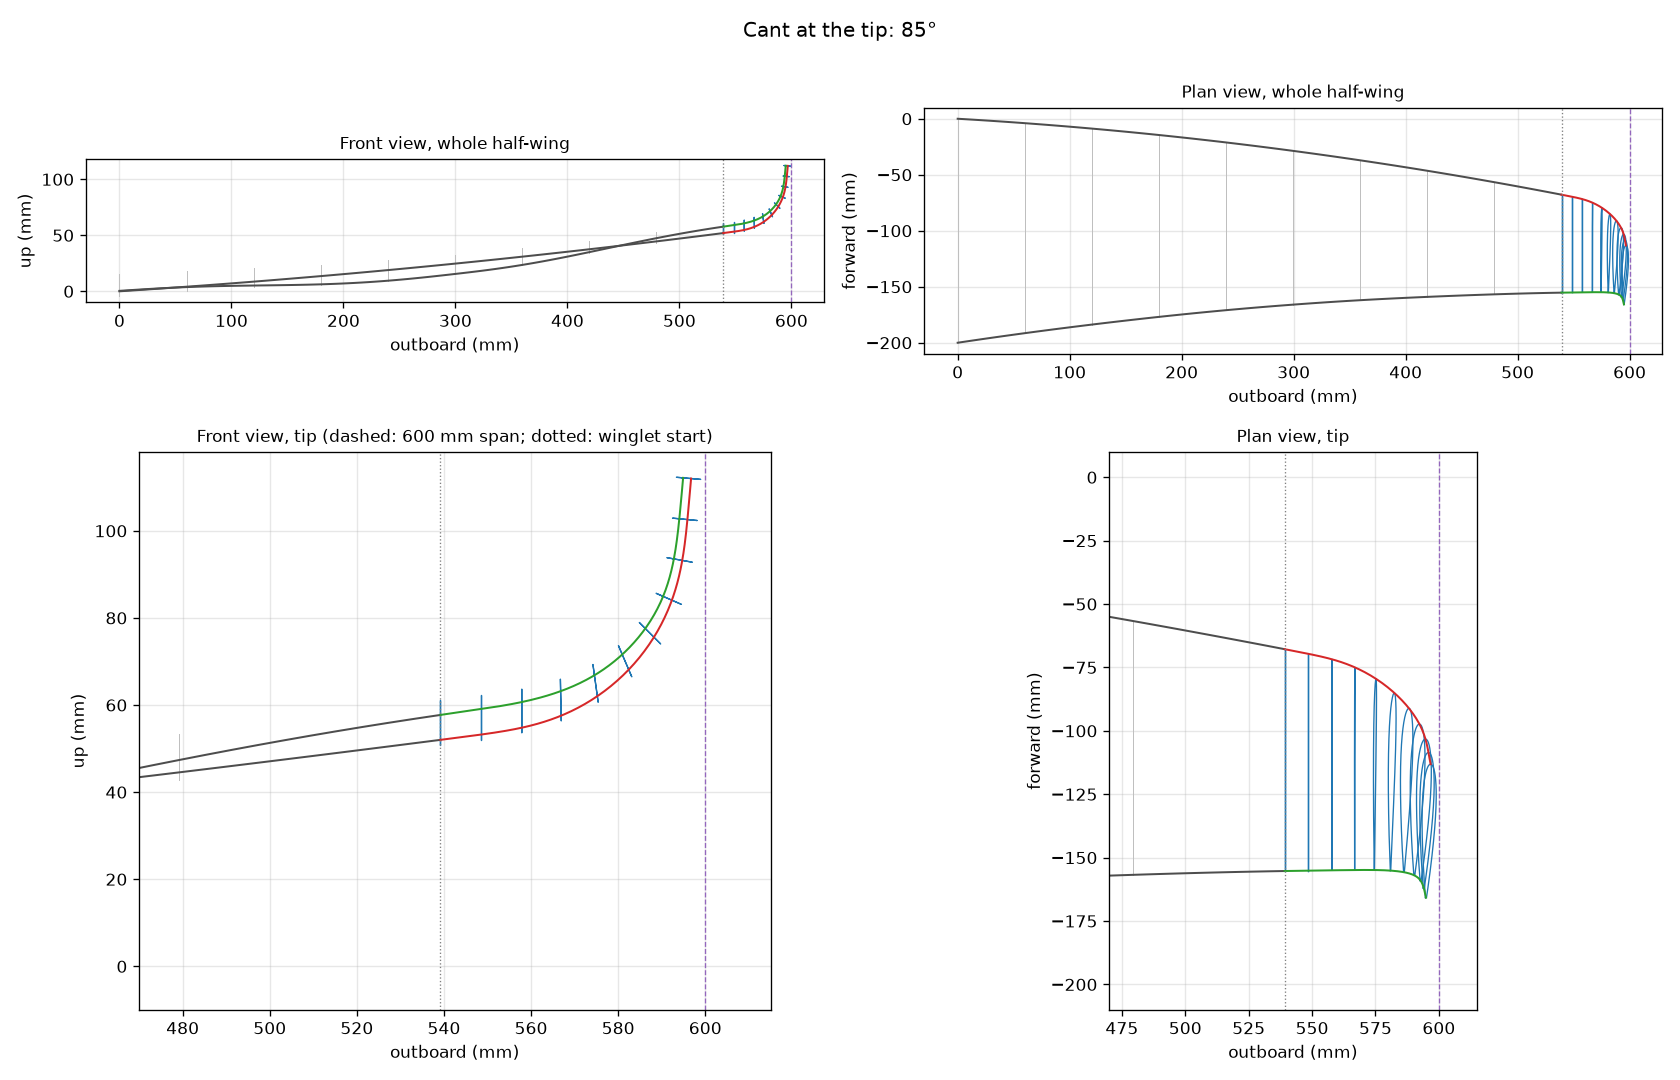 Cant at the tip: 85°
Front view, whole half-wing
up (mm)
100
50
0
0 100 200 300 400 500 600
outboard (mm)
Plan view, whole half-wing
forward (mm)
0
−50
−100
−150
−200
0 100 200 300 400 500 600
outboard (mm)
Front view, tip (dashed: 600 mm span; dotted: winglet start)
up (mm)
100
80
60
40
20
0
480 500 520 540 560 580 600
outboard (mm)
Plan view, tip
forward (mm)
0
−25
−50
−75
−100
−125
−150
−175
−200
475 500 525 550 575 600
outboard (mm)